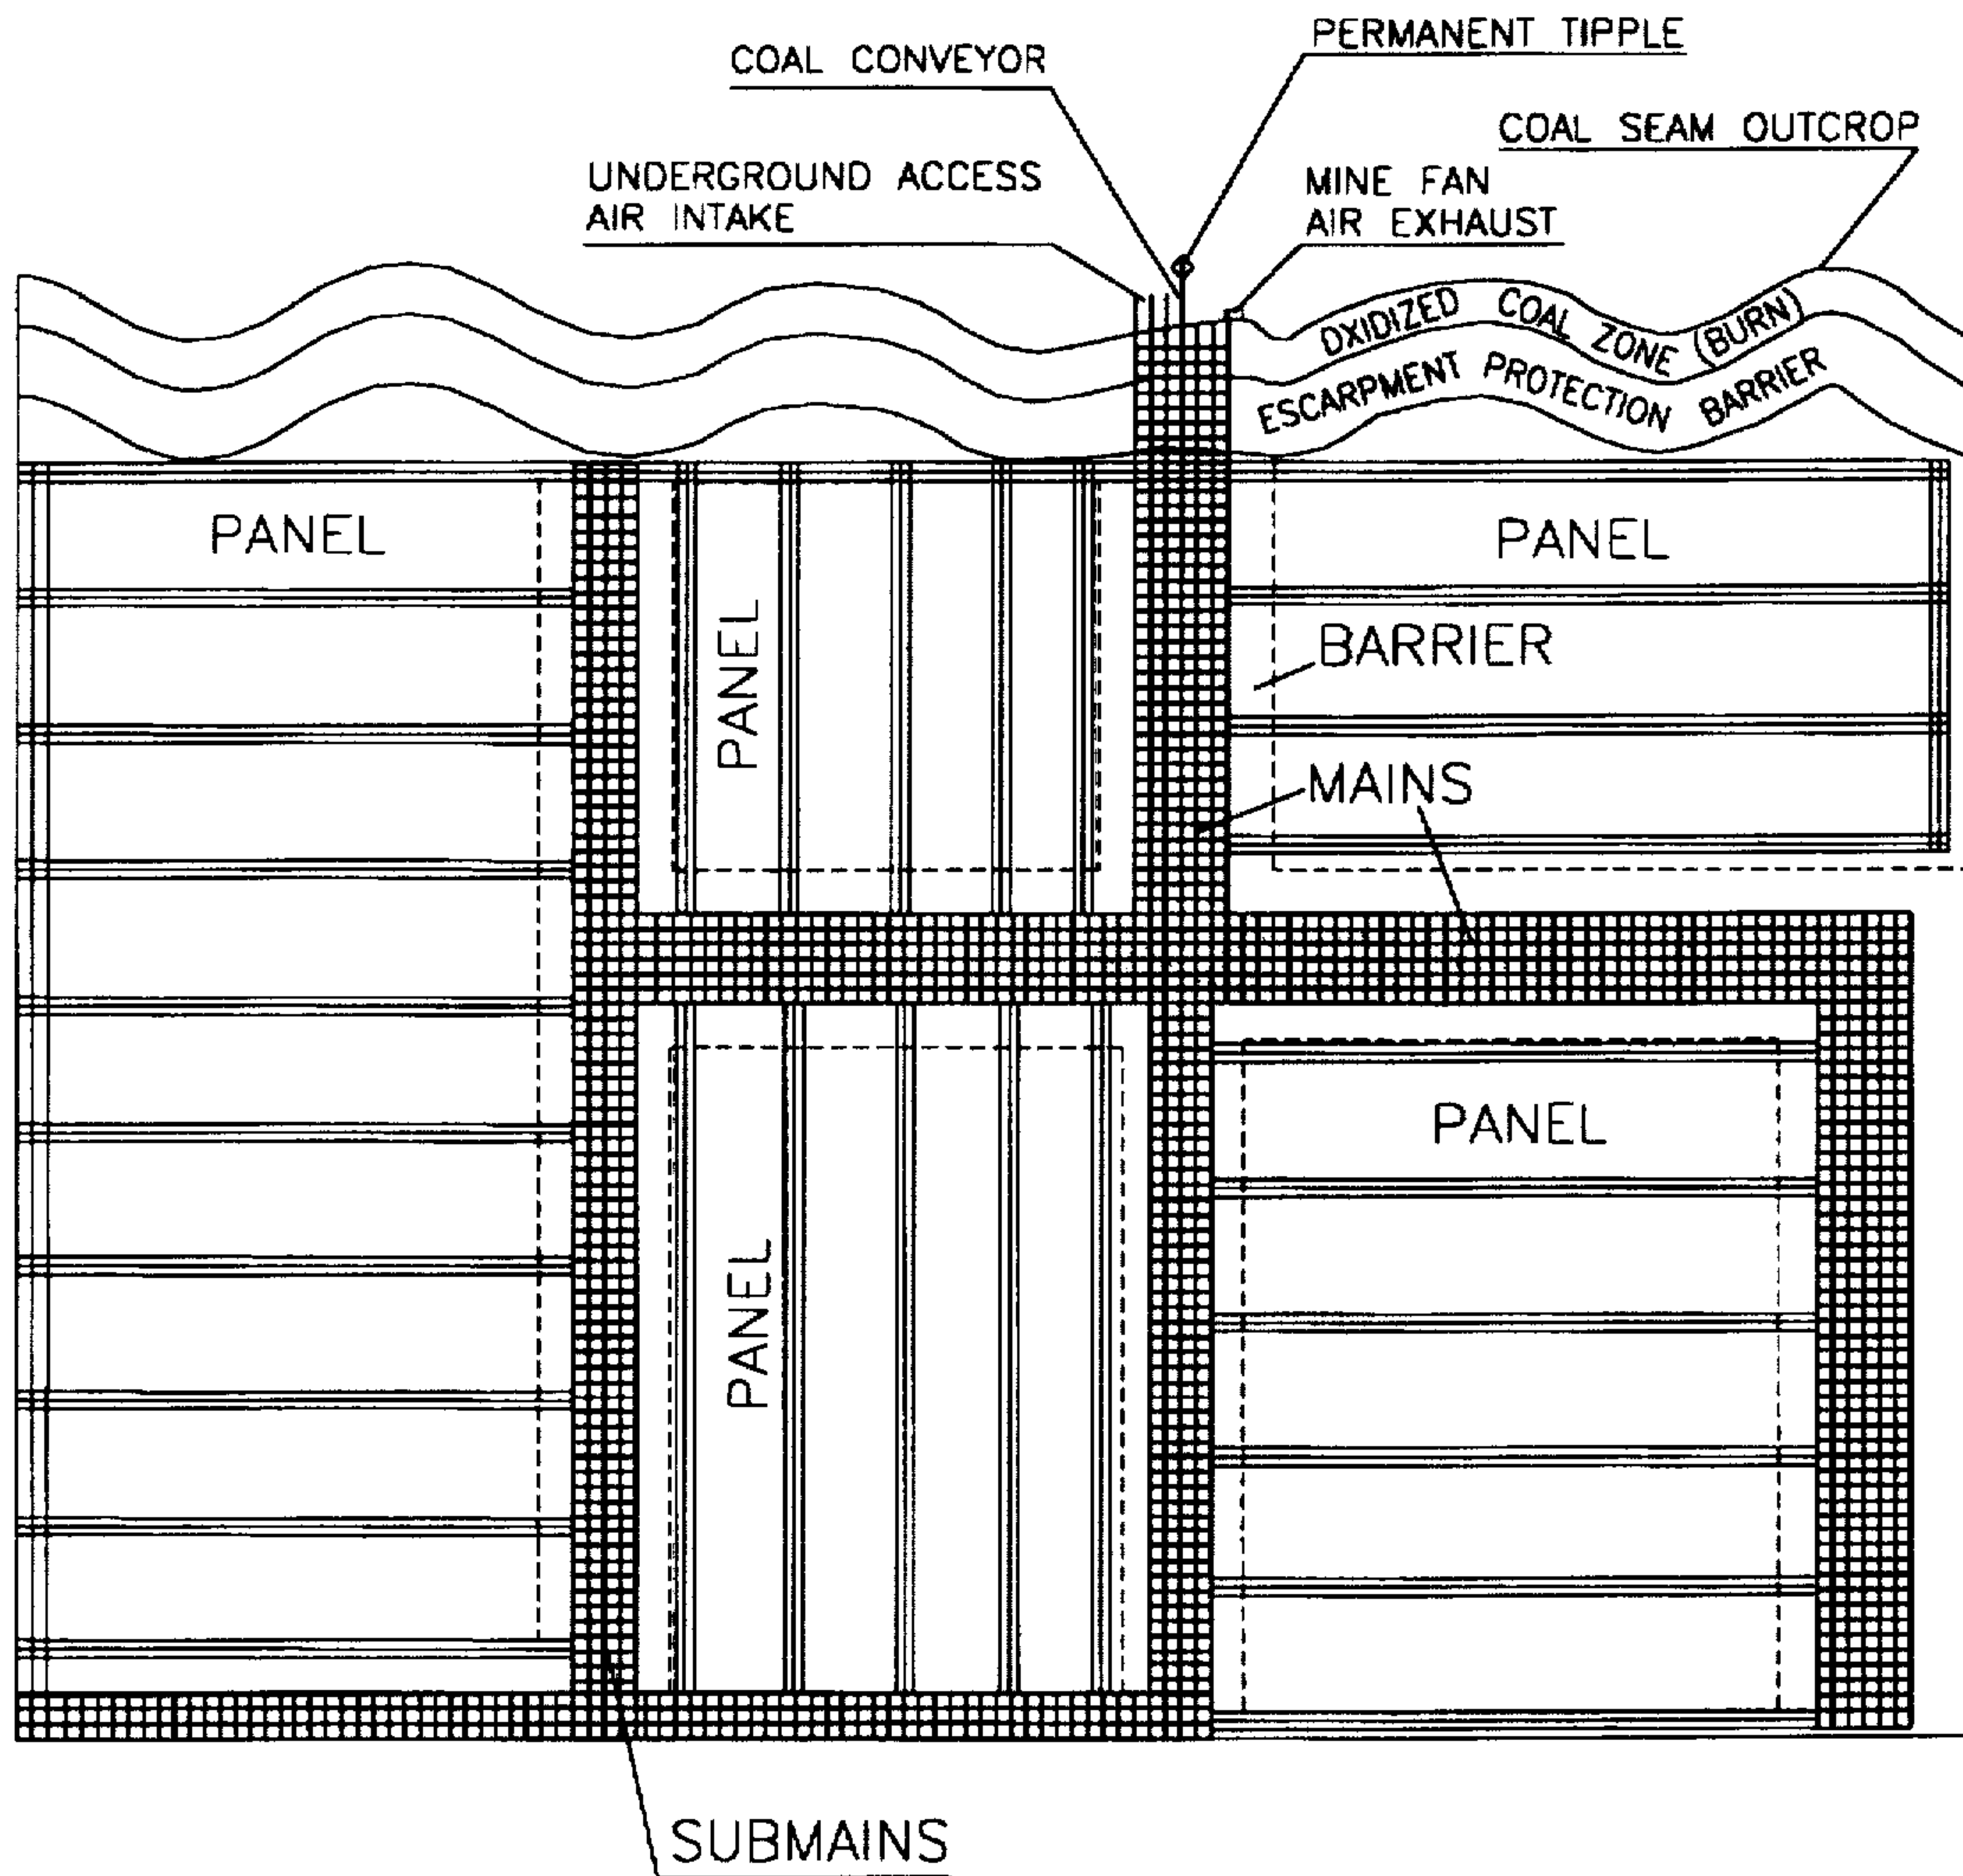 PERMANENT TIPPLE
COAL CONVEYOR
COAL SEAM OUTCROP
UNDERGROUND ACCESS
AIR INTAKE
MINE FAN
AIR EXHAUST
OXIDIZED COAL ZONE (BURN)
ESCARPMENT PROTECTION BARRIER
PANEL
PANEL
PANEL
BARRIER
MAINS
PANEL
PANEL
SUBMAINS